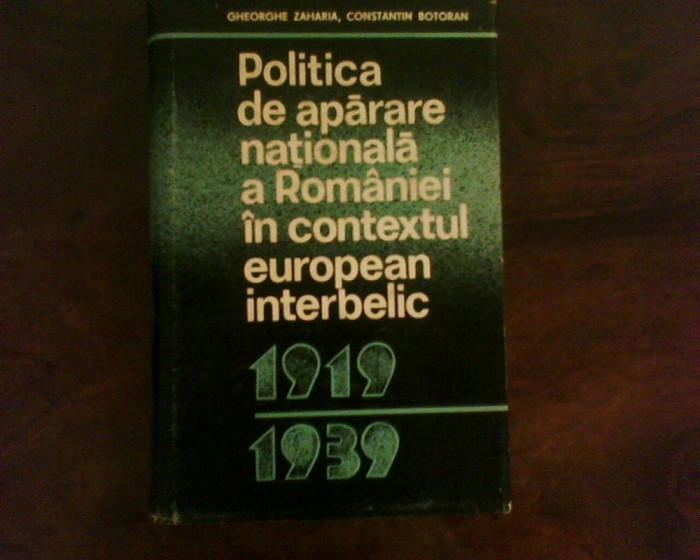 GHEORGHE ZAHARIA, CONSTANTIN BOTORAN
Politica
de apărare
națională
a României
în contextul
european
interbelic
1919
1939